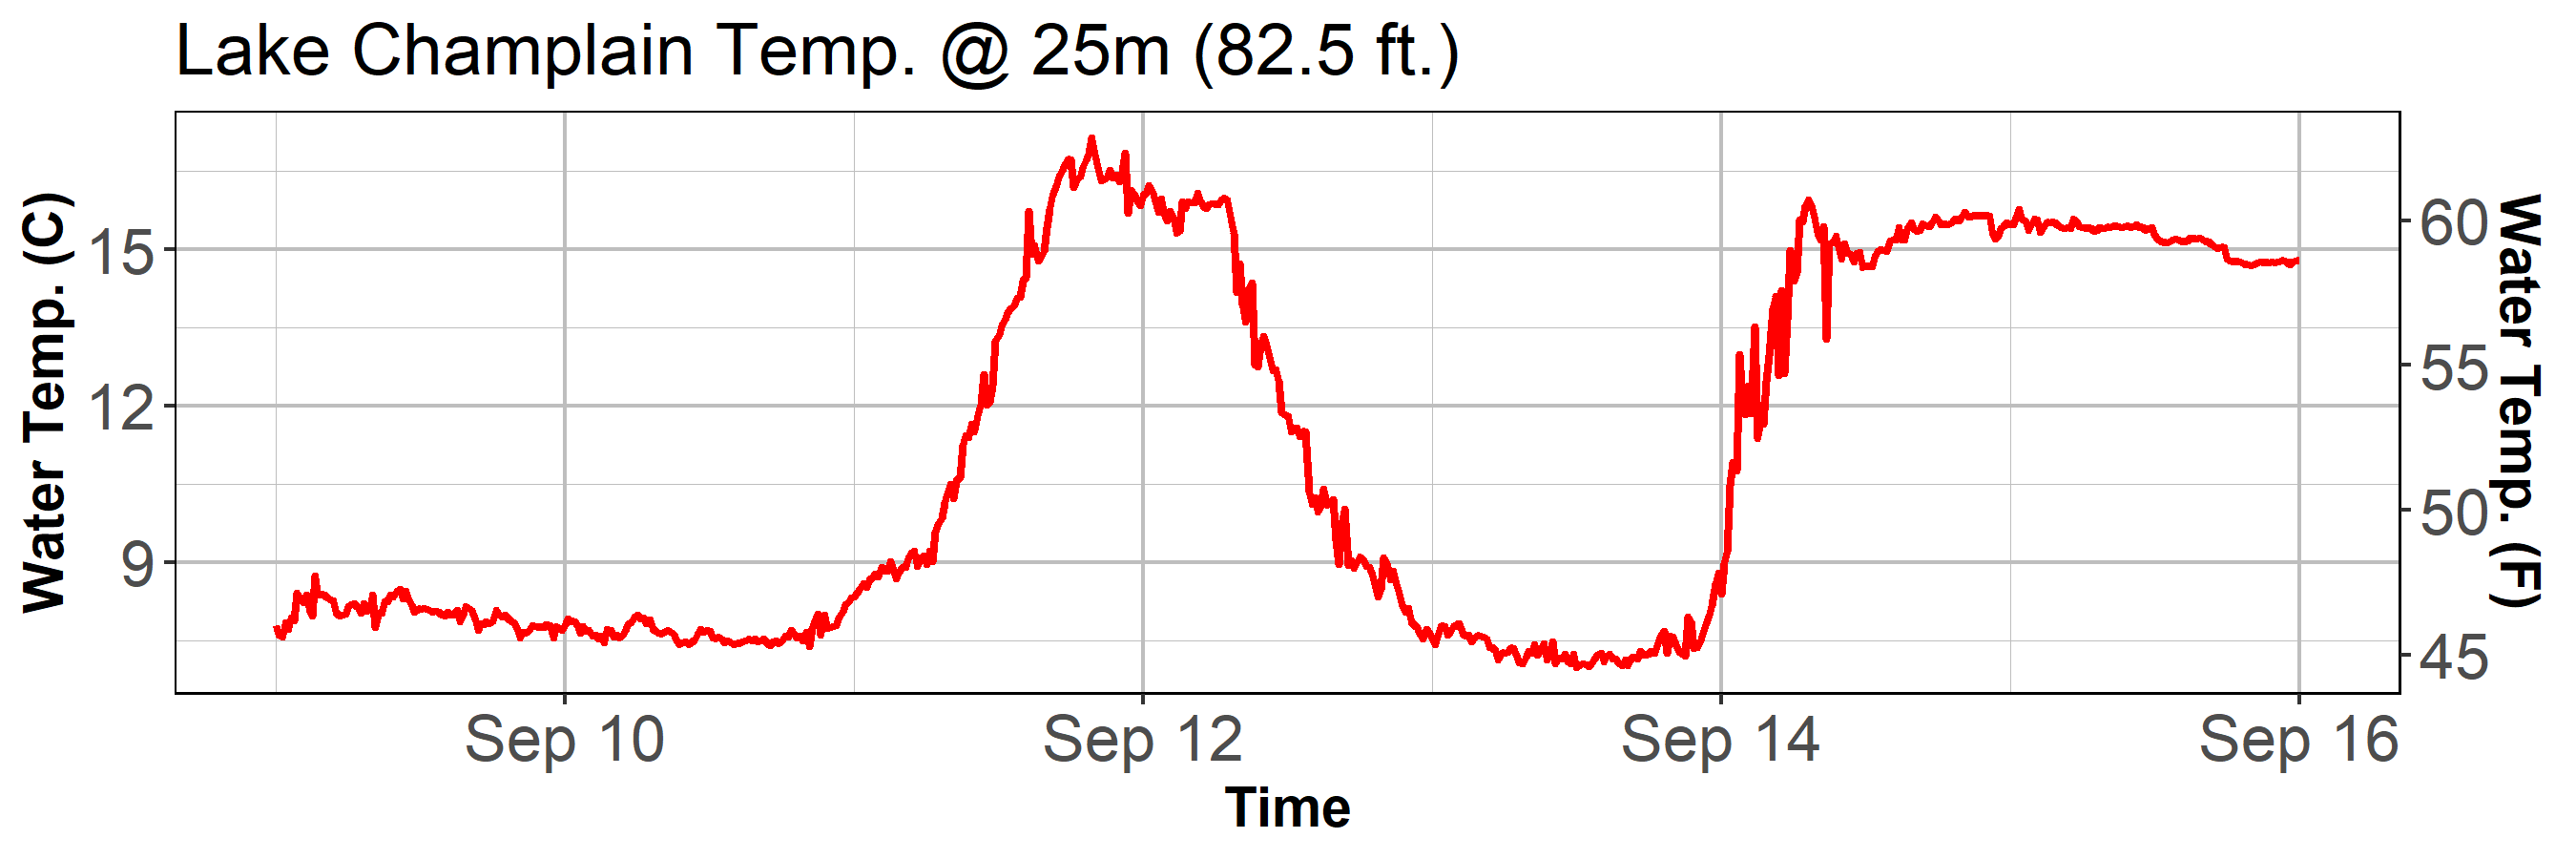 Lake Champlain Temp. @ 25m (82.5 ft.)
Water Temp. (C)
15
12
9
60
55
50
45
Water Temp. (F)
Sep 10
Sep 12
Sep 14
Sep 16
Time